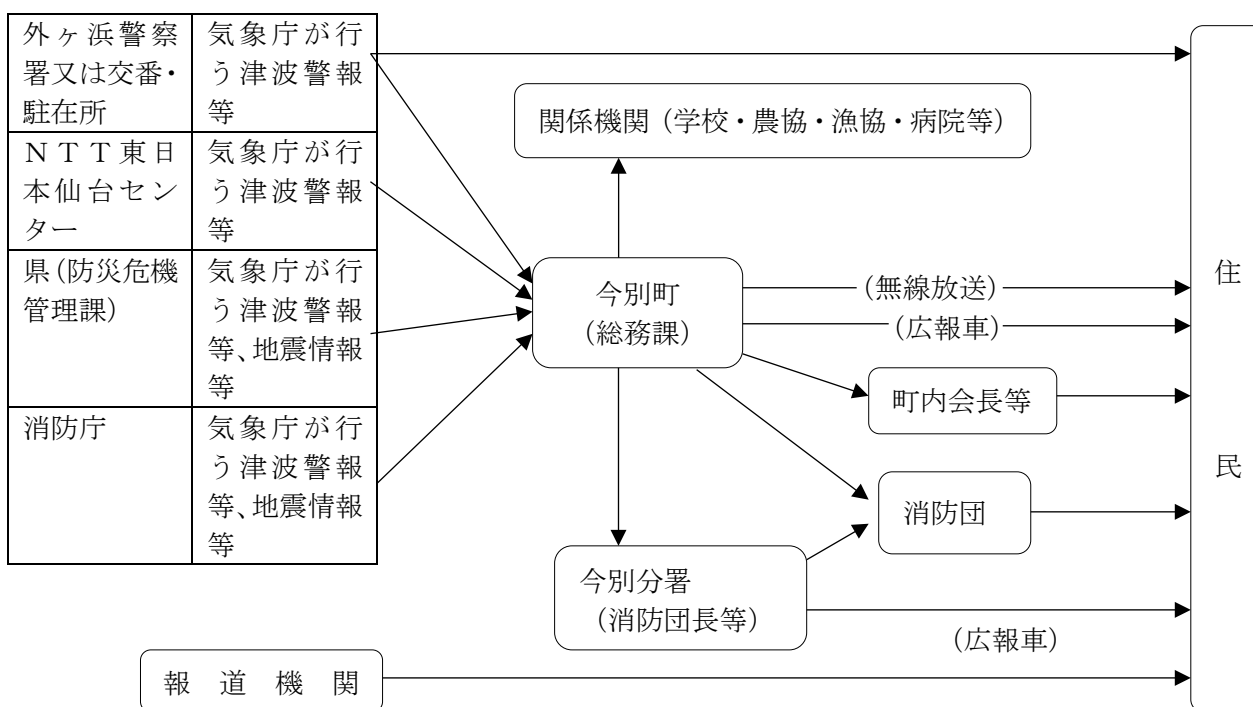 外ヶ浜警察
署又は交番・
駐在所
気象庁が行
う津波警報
等
ＮＴＴ東日
本仙台セン
ター
気象庁が行
う津波警報
等
県（防災危機
管理課）
気象庁が行
う津波警報
等、地震情報
等
消防庁
気象庁が行
う津波警報
等、地震情報
等
関係機関（学校・農協・漁協・病院等）
今別町
（総務課）
（無線放送）
（広報車）
町内会長等
消防団
今別分署
（消防団長等）
（広報車）
報道機関
住民